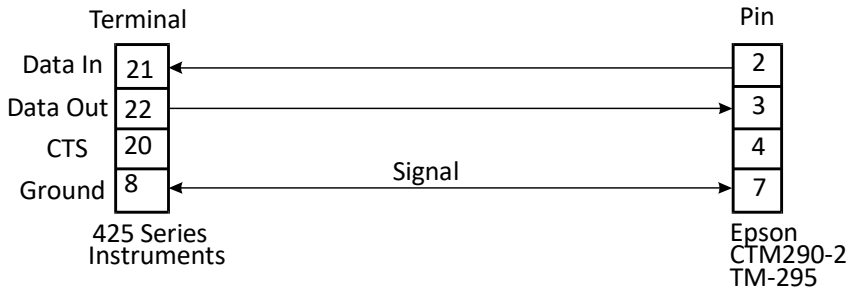 Terminal
Pin
Data In 21
2
Data Out 22
3
CTS 20
4
Ground 8
Signal
7
425 Series
Instruments
Epson
CTM290-2
TM-295